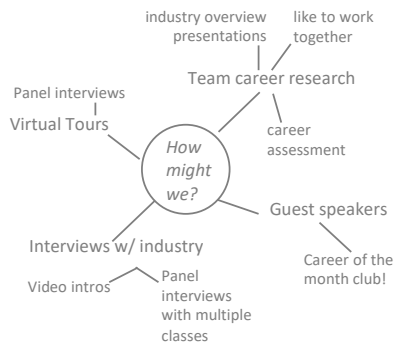 industry overview
presentations
like to work
together
Team career research
career
assessment
Panel interviews
Virtual Tours
How
might
we?
Guest speakers
Career of the
month club!
Interviews w/ industry
Video intros
Panel
interviews
with multiple
classes